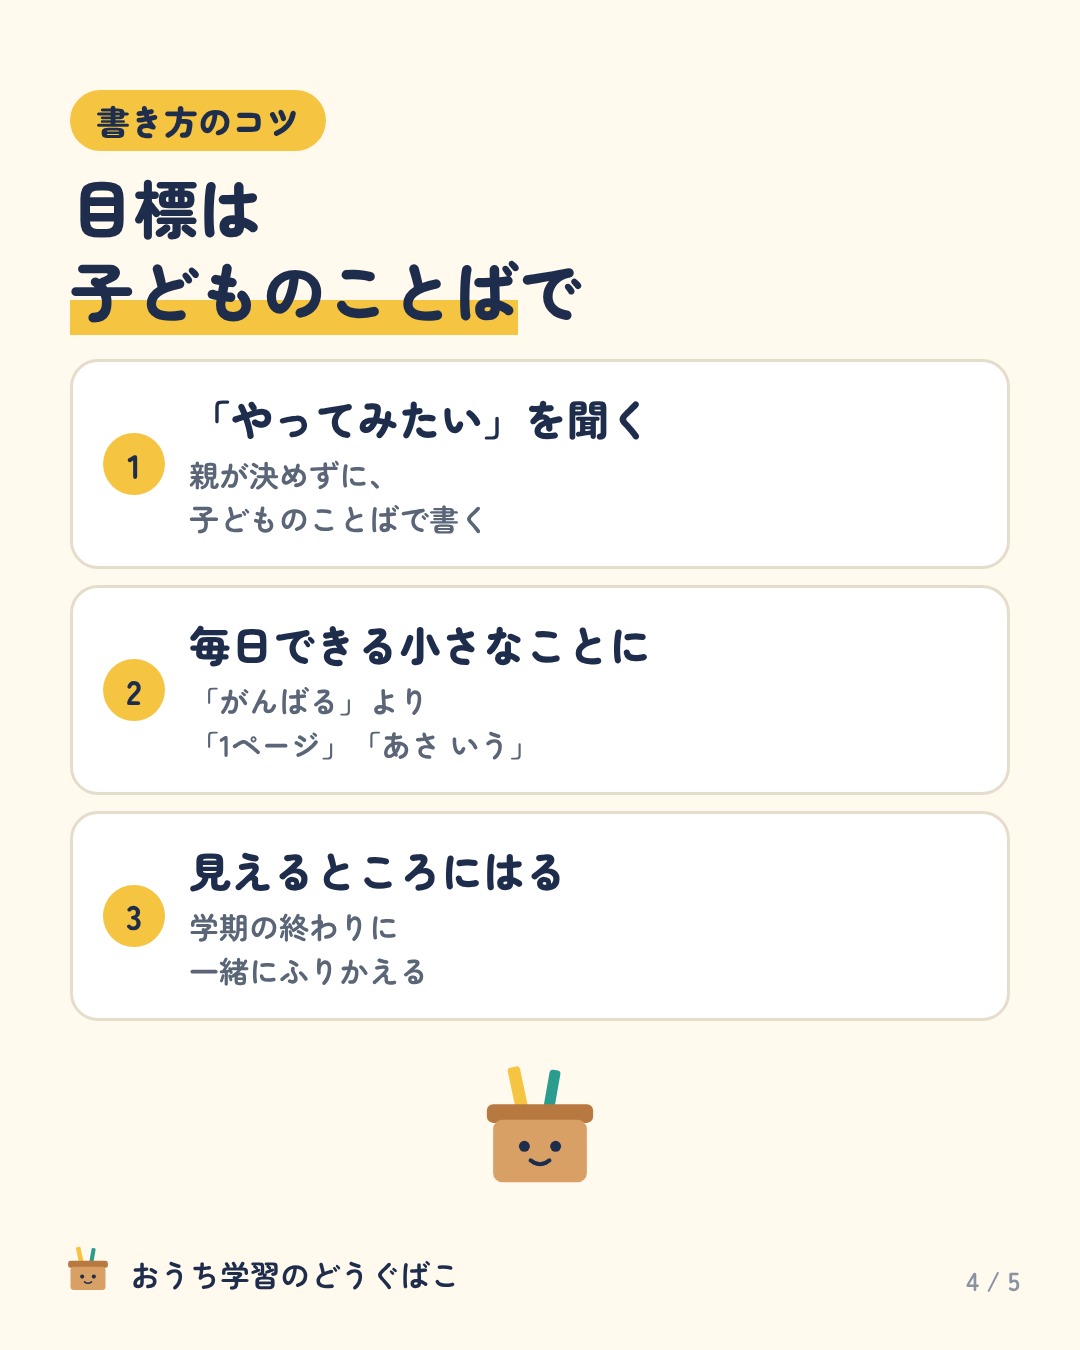 書き方のコツ
目標は
子どものことばで
1
「やってみたい」を聞く
親が決めずに、
子どものことばで書く
2
毎日できる小さなことに
「がんばる」より
「1ページ」「あさ いう」
3
見えるところにはる
学期の終わりに
一緒にふりかえる
おうち学習のどうぐばこ
4 / 5